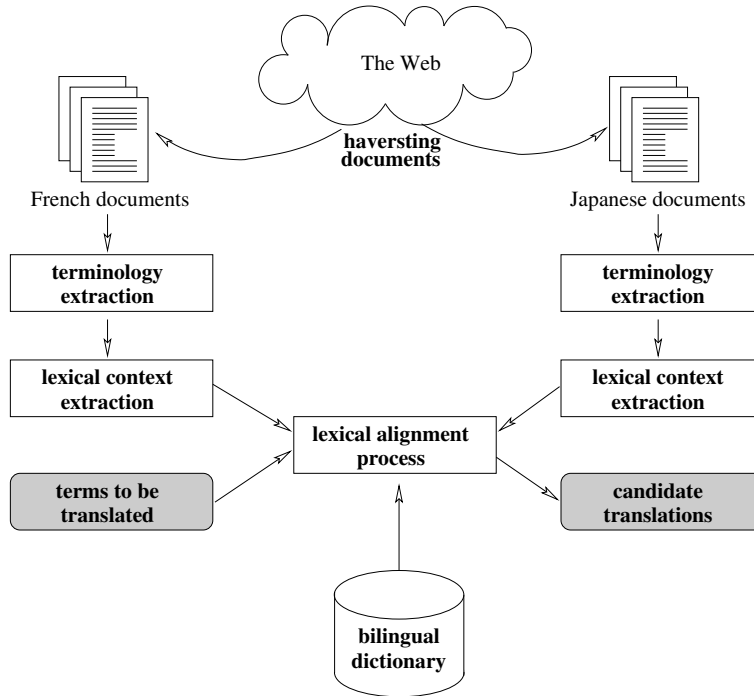 The Web
haversting
documents
French documents
Japanese documents
terminology
extraction
terminology
extraction
lexical context
extraction
lexical context
extraction
lexical alignment
process
terms to be
translated
candidate
translations
bilingual
dictionary